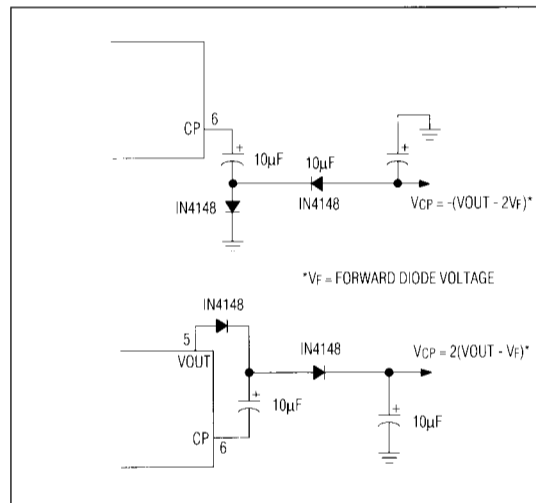 6
CP
+
10µF
10µF
+
IN4148
IN4148
VCP = -(VOUT - 2VF)*
*VF = FORWARD DIODE VOLTAGE
IN4148
5
VOUT
IN4148
VCP = 2(VOUT - VF)*
+
10µF
CP
6
+
10µF